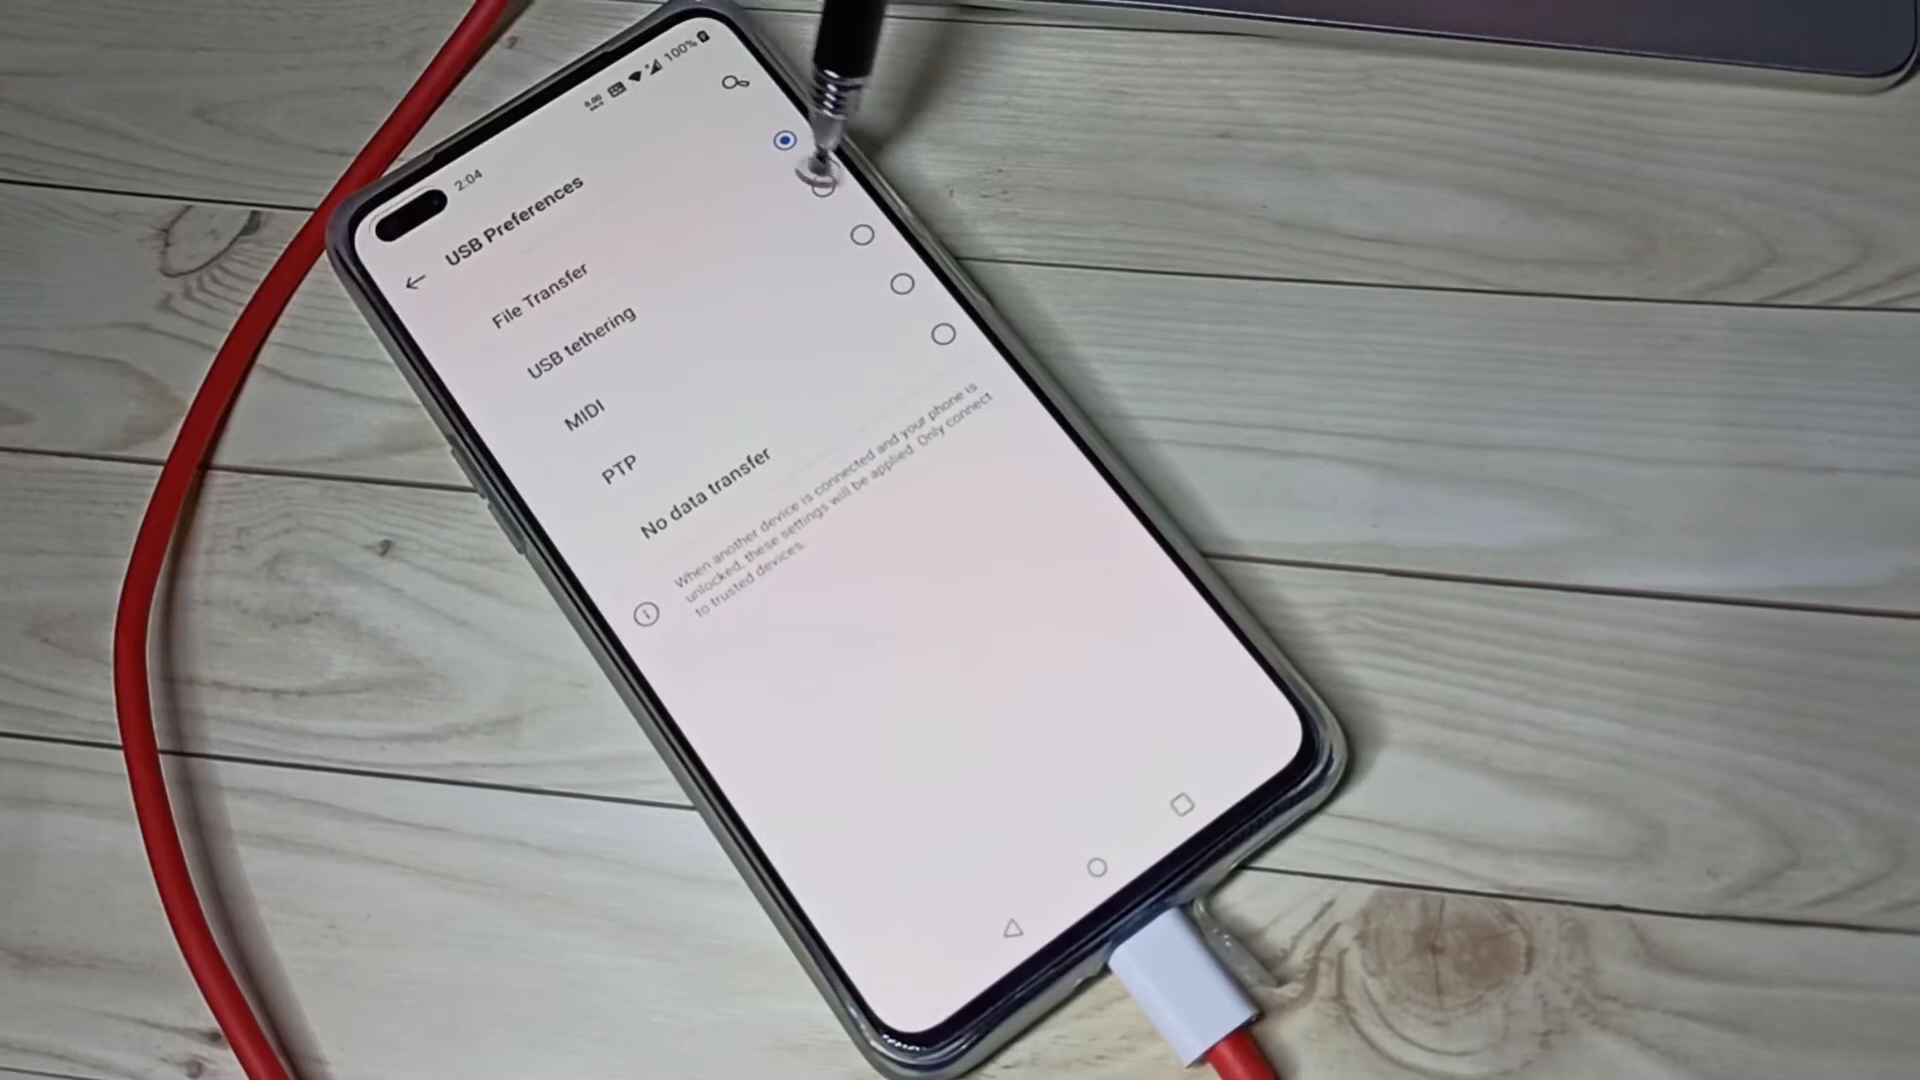 2:04
100%
USB Preferences
File Transfer
USB tethering
MIDI
PTP
No data transfer
When another device is connected and your phone is
unlocked, these settings will be applied. Only connect
to trusted devices.